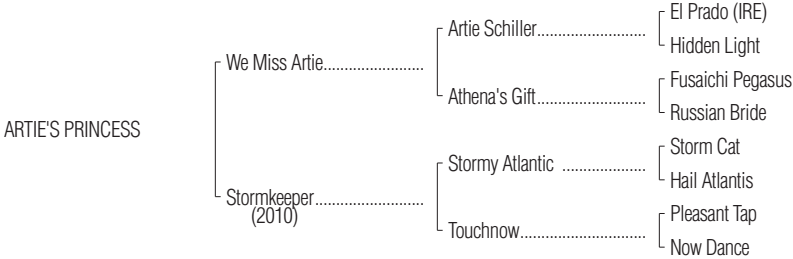 El Prado (IRE)
Artie Schiller..........................
Hidden Light
We Miss Artie........................
Fusaichi Pegasus
Athena's Gift..........................
Russian Bride
ARTIE'S PRINCESS
Storm Cat
Stormy Atlantic ....................
Hail Atlantis
Stormkeeper..........................
(2010)
Pleasant Tap
Touchnow..............................
Now Dance